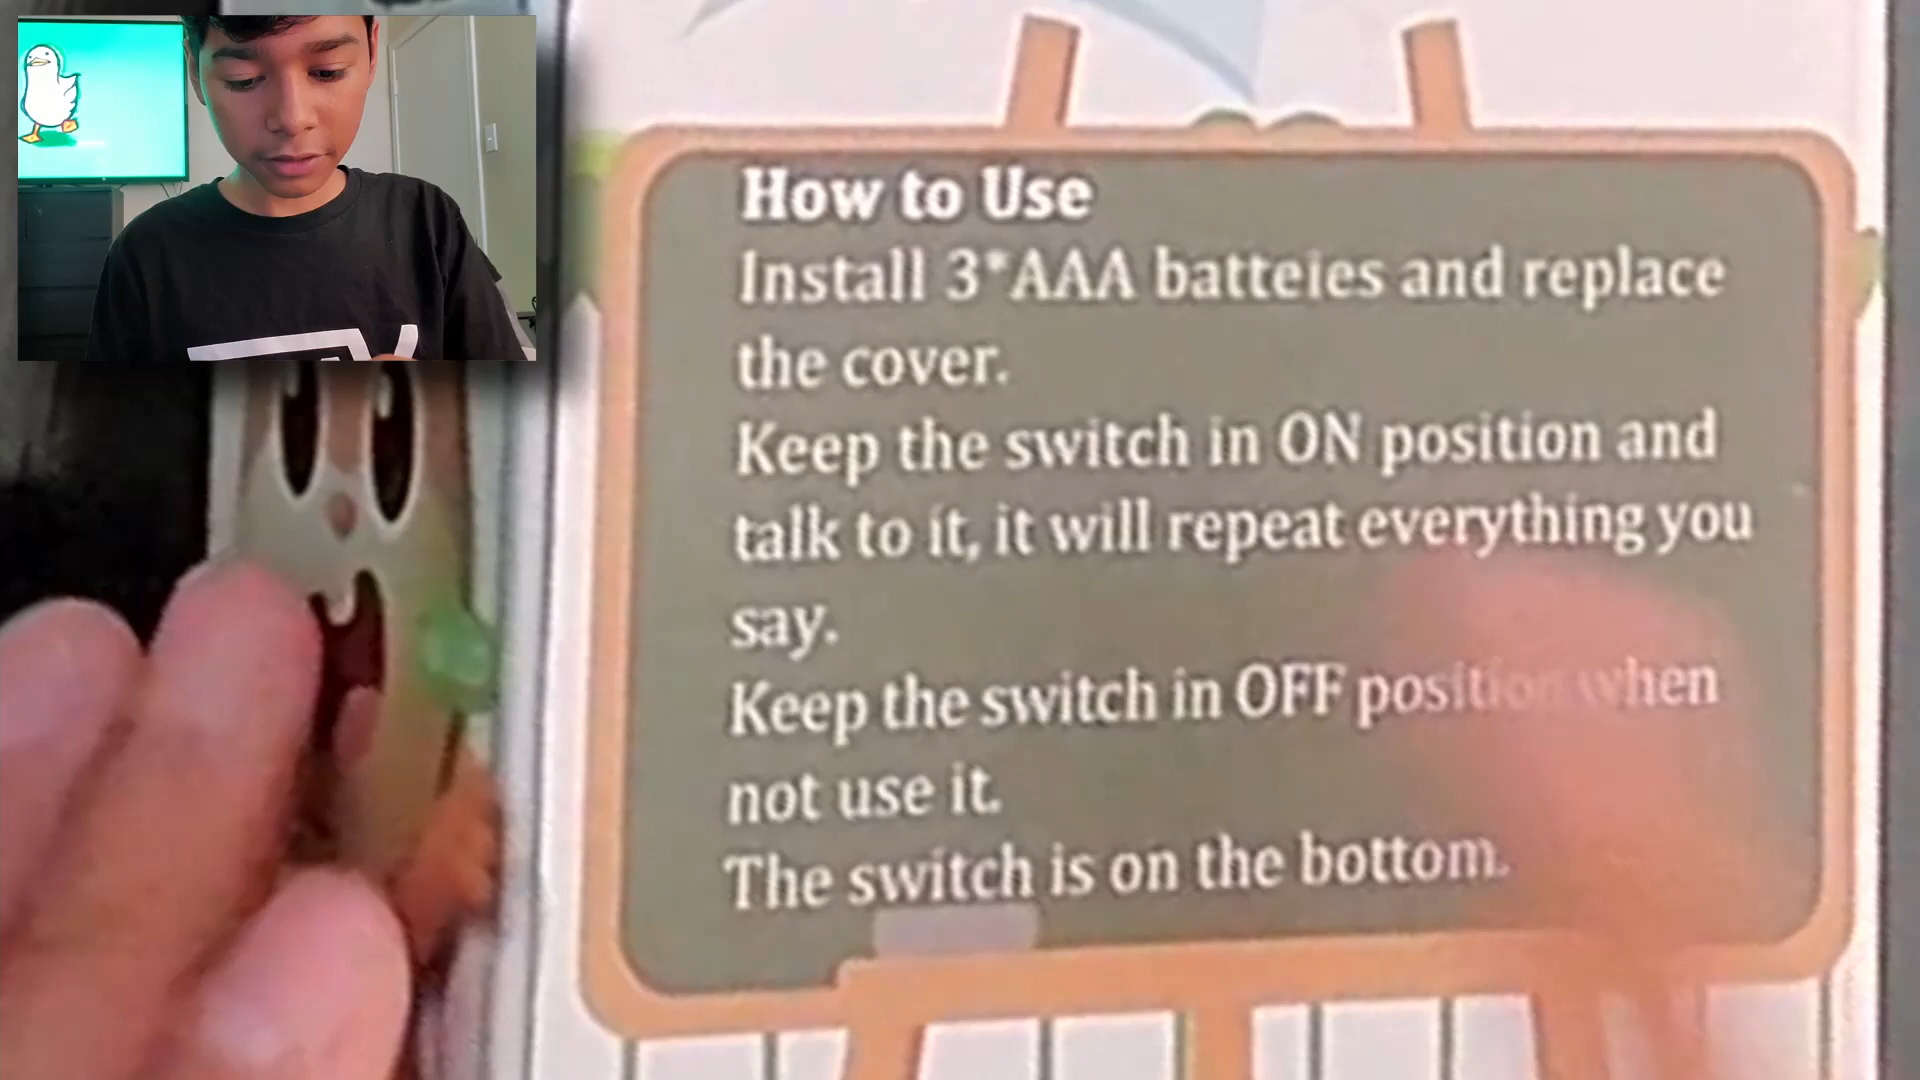 How to Use
Install 3*AAA batteies and replace
the cover.
Keep the switch in ON position and
talk to it, it will repeat everything you
say.
Keep the switch in OFF position when
not use it.
The switch is on the bottom.